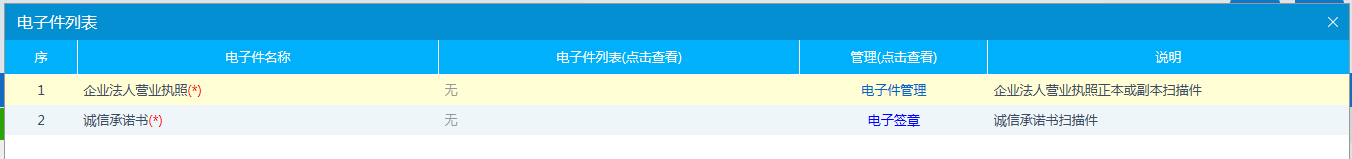 电子件列表
序 电子件名称 电子件列表(点击查看) 管理(点击查看) 说明
1 企业法人营业执照(*) 无 电子件管理 企业法人营业执照正本或副本扫描件
2 诚信承诺书(*) 无 电子签章 诚信承诺书扫描件